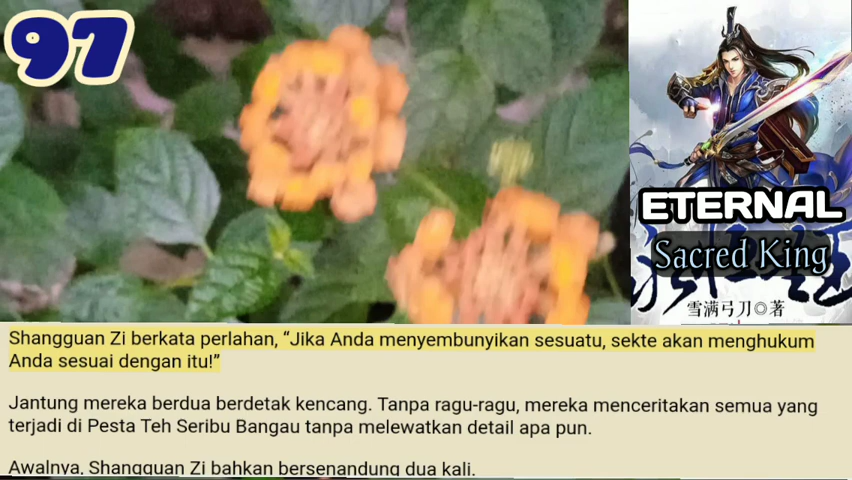 97
ETERNAL
Sacred King
雪满弓刀◎著
Shangguan Zi berkata perlahan, “Jika Anda menyembunyikan sesuatu, sekte akan menghukum
Anda sesuai dengan itu!”
Jantung mereka berdua berdetak kencang. Tanpa ragu-ragu, mereka menceritakan semua yang
terjadi di Pesta Teh Seribu Bangau tanpa melewatkan detail apa pun.
Awalnya, Shangguan Zi bahkan bersenandung dua kali.